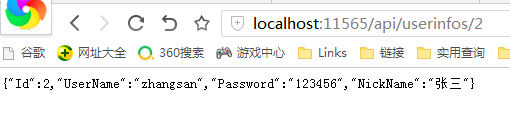 localhost:11565/api/userinfos/2
谷歌 网址大全 360搜索 游戏中心 Links 链接 实用查询
{"Id":2,"UserName":"zhangsan","Password":"123456","NickName":"张三"}